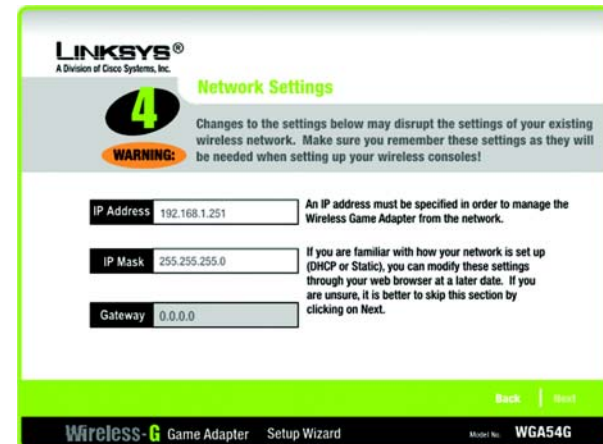 LINKSYS®
A Division of Cisco Systems, Inc.
4
Network Settings
WARNING:
Changes to the settings below may disrupt the settings of your existing
wireless network. Make sure you remember these settings as they will
be needed when setting up your wireless consoles!
IP Address 192.168.1.251
An IP address must be specified in order to manage the
Wireless Game Adapter from the network.
IP Mask 255.255.255.0
If you are familiar with how your network is set up
(DHCP or Static), you can modify these settings
through your web browser at a later date. If you
are unsure, it is better to skip this section by
clicking on Next.
Gateway 0.0.0.0
Back | Next
Wireless-G Game Adapter Setup Wizard Model No. WGA54G